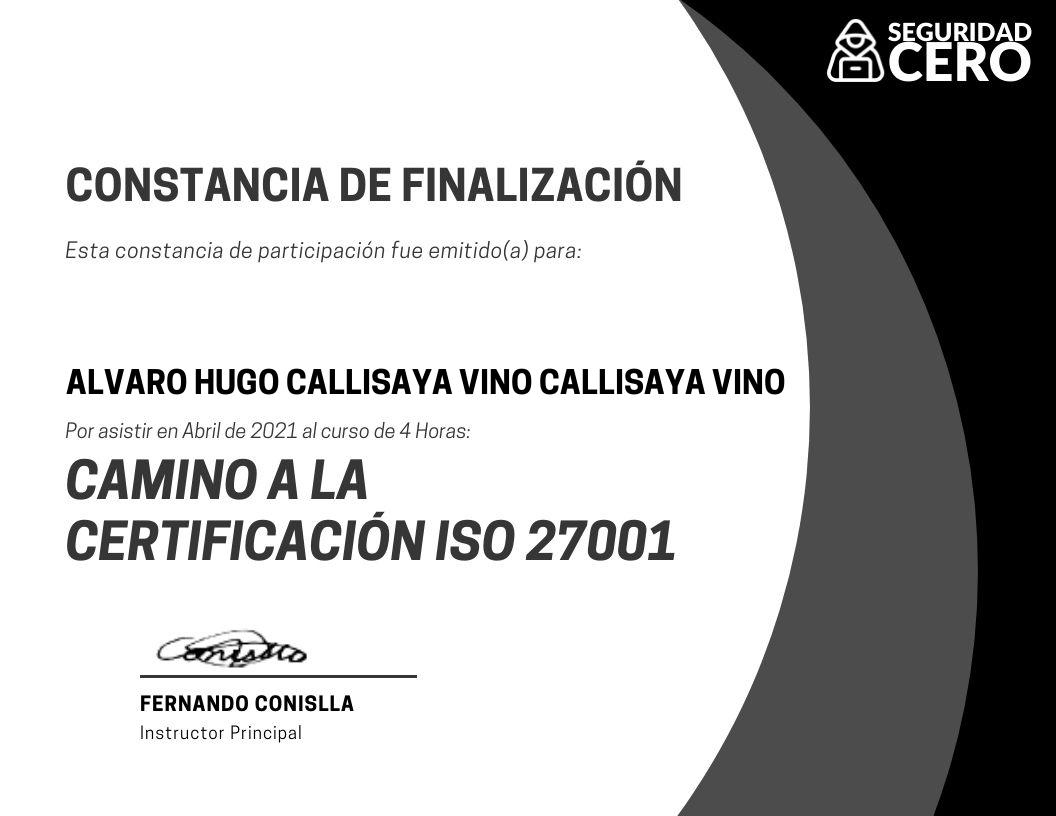 SEGURIDAD
CERO
CONSTANCIA DE FINALIZACIÓN
Esta constancia de participación fue emitido(a) para:
ALVARO HUGO CALLISAYA VINO CALLISAYA VINO
Por asistir en Abril de 2021 al curso de 4 Horas:
CAMINO A LA
CERTIFICACIÓN ISO 27001
Conislla
FERNANDO CONISLLA
Instructor Principal